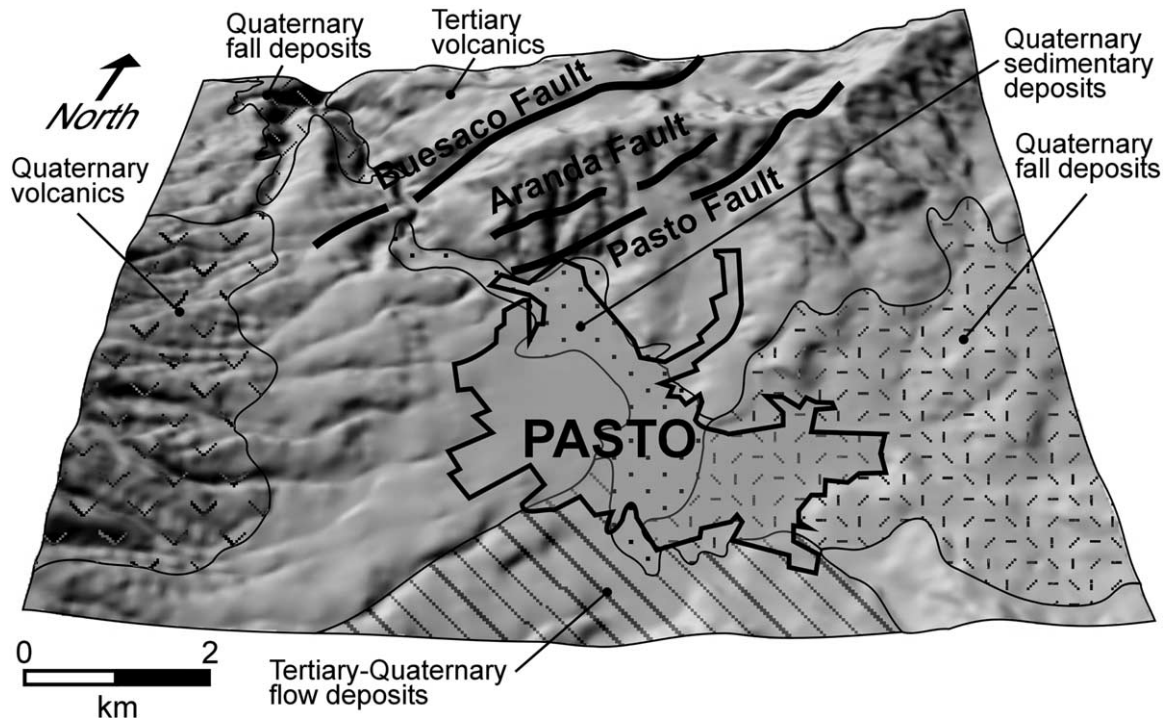 Quaternary
fall deposits
Tertiary
volcanics
Quaternary
sedimentary
deposits
North
Quaternary
volcanics
Buesaco Fault
Aranda Fault
Pasto Fault
Quaternary
fall deposits
PASTO
0 2
km
Tertiary-Quaternary
flow deposits